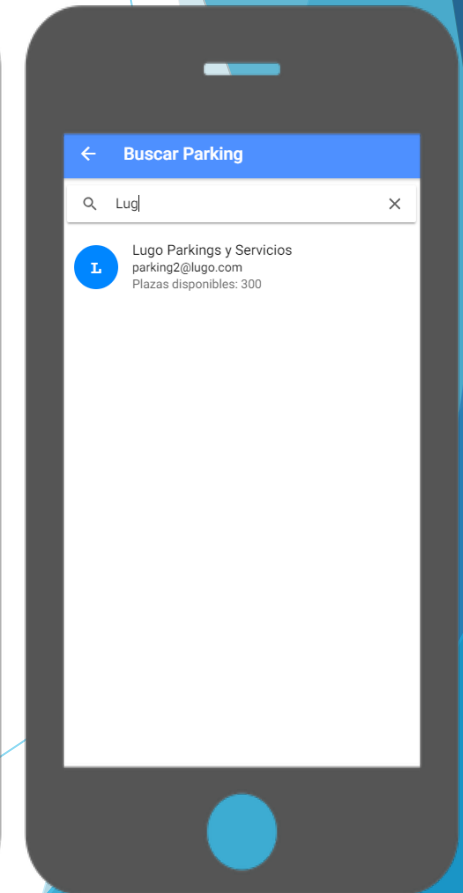 Buscar Parking
Lug
L
Lugo Parkings y Servicios
parking2@lugo.com
Plazas disponibles: 300